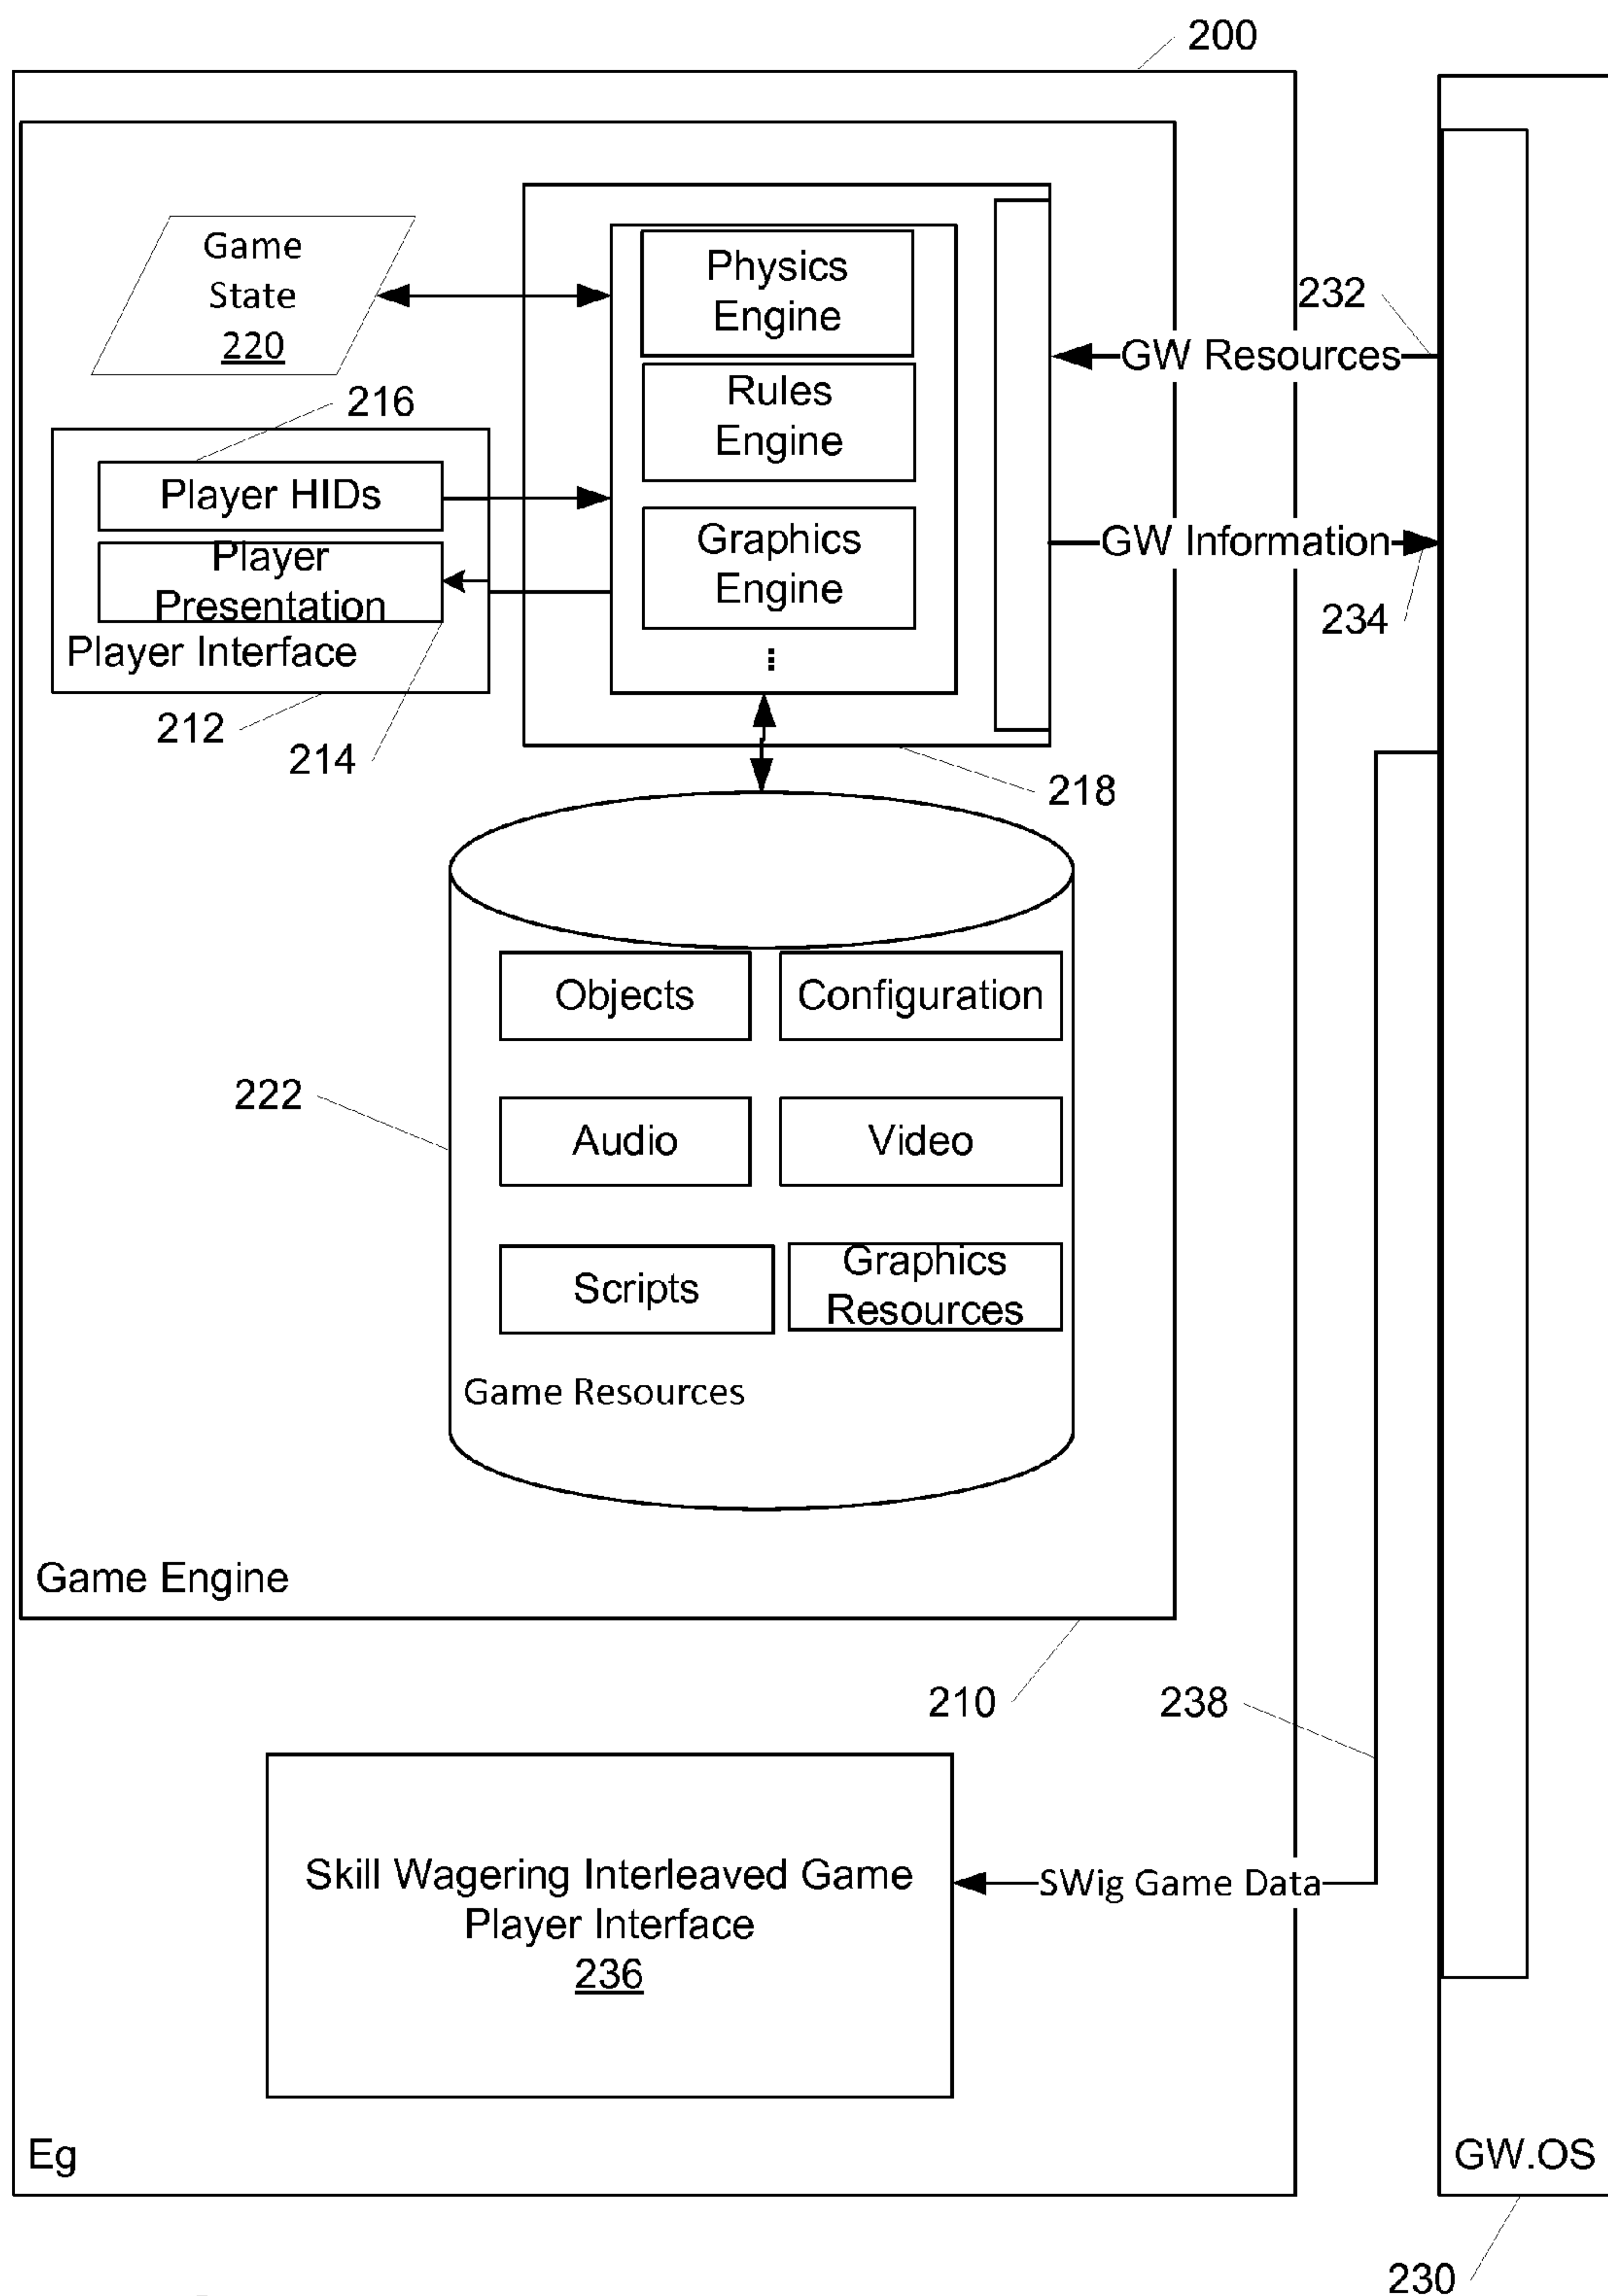 200
Game
State
220
Physics
Engine
232
GW Resources
Rules
Engine
216
Player HIDs
Graphics
Engine
GW Information
Player
Presentation
Player Interface
234
...
212
214
218
Objects
Configuration
222
Audio
Video
Scripts
Graphics
Resources
Game Resources
Game Engine
210
238
Skill Wagering Interleaved Game
Player Interface
236
SWig Game Data
Eg
GW.OS
230